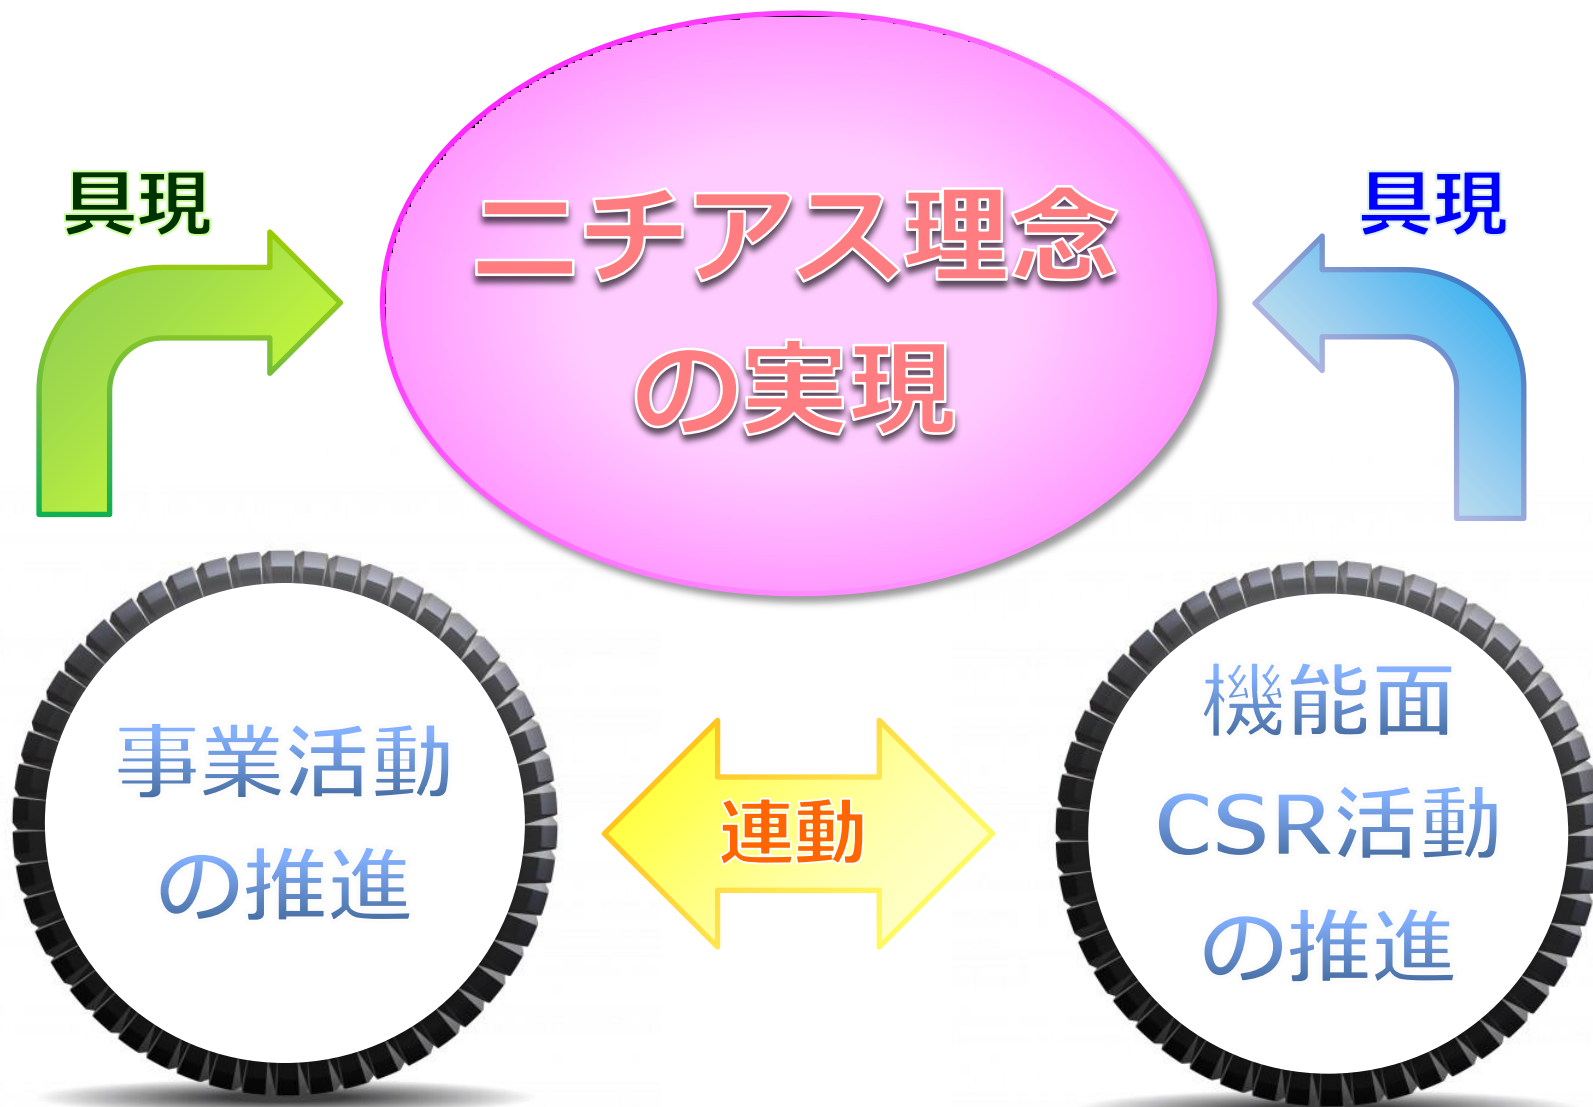 具現
ニチアス理念
の実現
具現
事業活動
の推進
連動
機能面
CSR活動
の推進